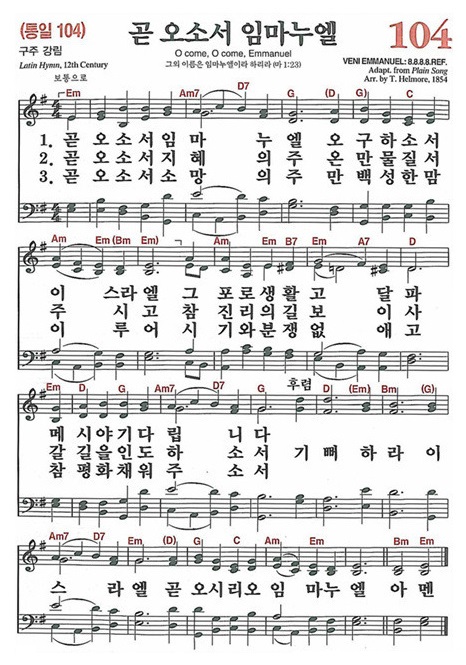 (통일 104) 곧 오소서 임마누엘 104
구주 강림 O come, O come, Emmanuel
Latin Hymn, 12th Century 그의 이름은 임마누엘이라 하리라 (마 1:23) VENI EMMANUEL: 8.8.8.8.REF.
보통으로 Adapt. from Plain Song
Arr. by T. Helmore, 1854
Em G Am7 D7 G (D) Em C
1. 곧 오 소 서 임 마 누 엘 오 구 하 소 서
2. 곧 오 소 서 지 혜 의 주 온 만 물 질 서
3. 곧 오 소 서 소 망 의 주 만 백 성 한 맘
Am Em (Bm Em) Am Em B7 Em A7 D
이 스 라 엘 그 포 로 생 활 고 달 파
주 시 고 참 진 리 의 길 보 이 사
이 루 어 시 기 와 분 쟁 없 애 고
Em D G Am7 D7 G 후렴 D (Em) Bm (G)
메 시 야 기 다 립 니 다
갈 길 을 인 도 하 소 서 기 뻐 하 라 이
참 평 화 채 워 주 소 서
Am7 D7 G (D) Em C Am7 D7 G Em Bm Em
스 라 엘 곧 오 시 리 오 임 마 누 엘 아 멘